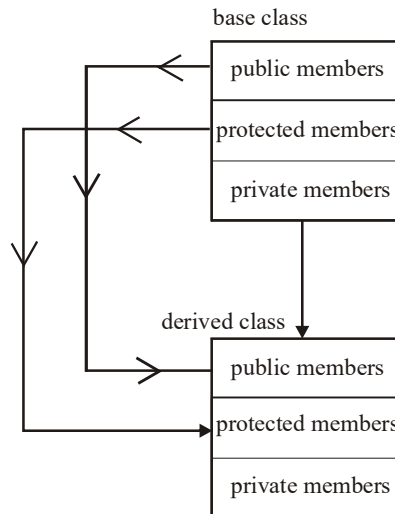 base class
public members
protected members
private members
derived class
public members
protected members
private members